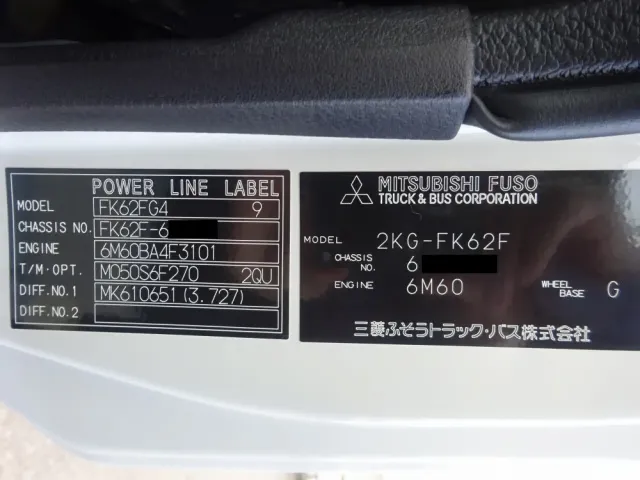 POWER LINE LABEL
MODEL FK62FG4 9
CHASSIS NO. FK62F-6
ENGINE 6M60BA4F3101
T/M・OPT. M050S6F270 2QU
DIFF.NO.1 MK610651(3.727)
DIFF.NO.2
MITSUBISHI FUSO
TRUCK & BUS CORPORATION
MODEL 2KG-FK62F
CHASSIS NO. 6
ENGINE 6M60 WHEEL BASE G
三菱ふそうトラック・バス株式会社